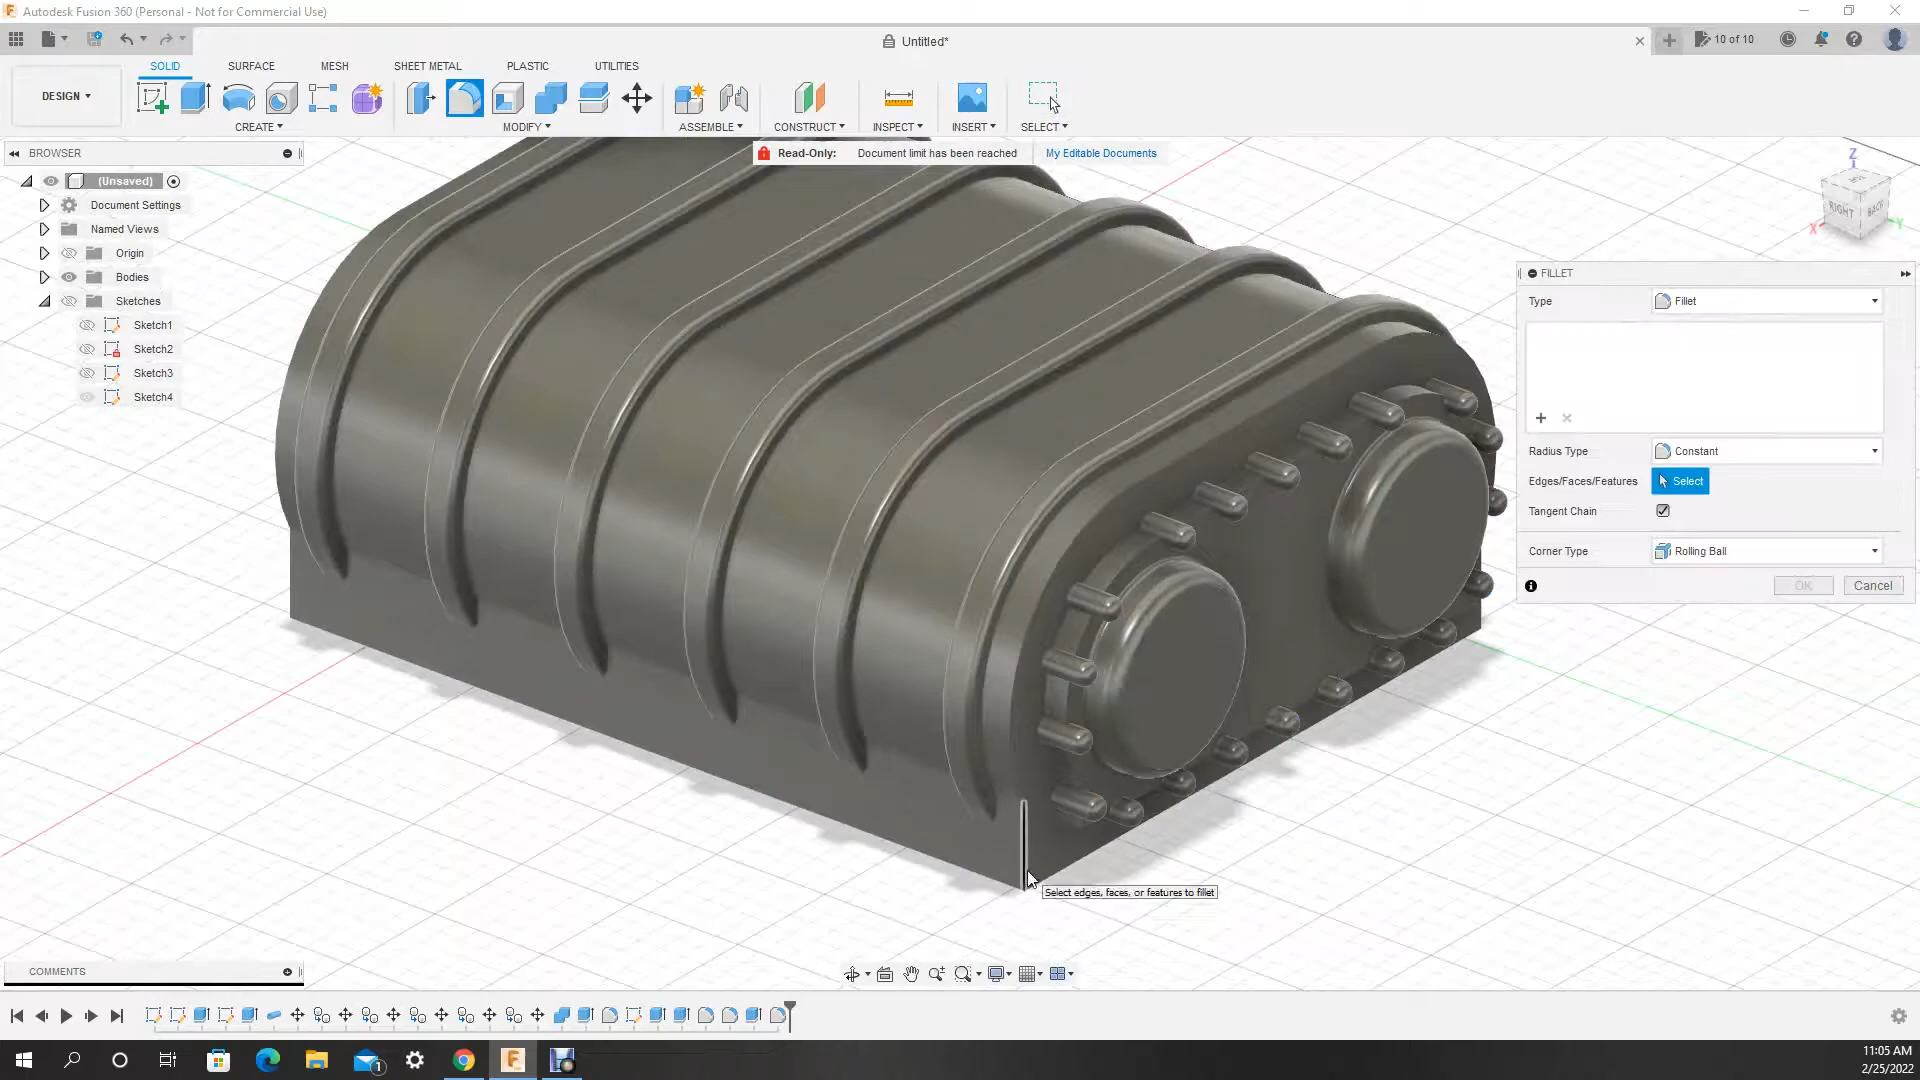 Autodesk Fusion 360 (Personal - Not for Commercial Use)
Untitled*
10 of 10
DESIGN
SOLID
SURFACE
MESH
SHEET METAL
PLASTIC
UTILITIES
CREATE
MODIFY
ASSEMBLE
CONSTRUCT
INSPECT
INSERT
SELECT
BROWSER
Read-Only: Document limit has been reached
My Editable Documents
(Unsaved)
Document Settings
Named Views
Origin
Bodies
Sketches
Sketch1
Sketch2
Sketch3
Sketch4
Z
RIGHT
BACK
X
Y
FILLET
Type
Fillet
Radius Type
Constant
Edges/Faces/Features
Select
Tangent Chain
Corner Type
Rolling Ball
OK
Cancel
Select edges, faces, or features to fillet
COMMENTS
1
11:05 AM
2/25/2022